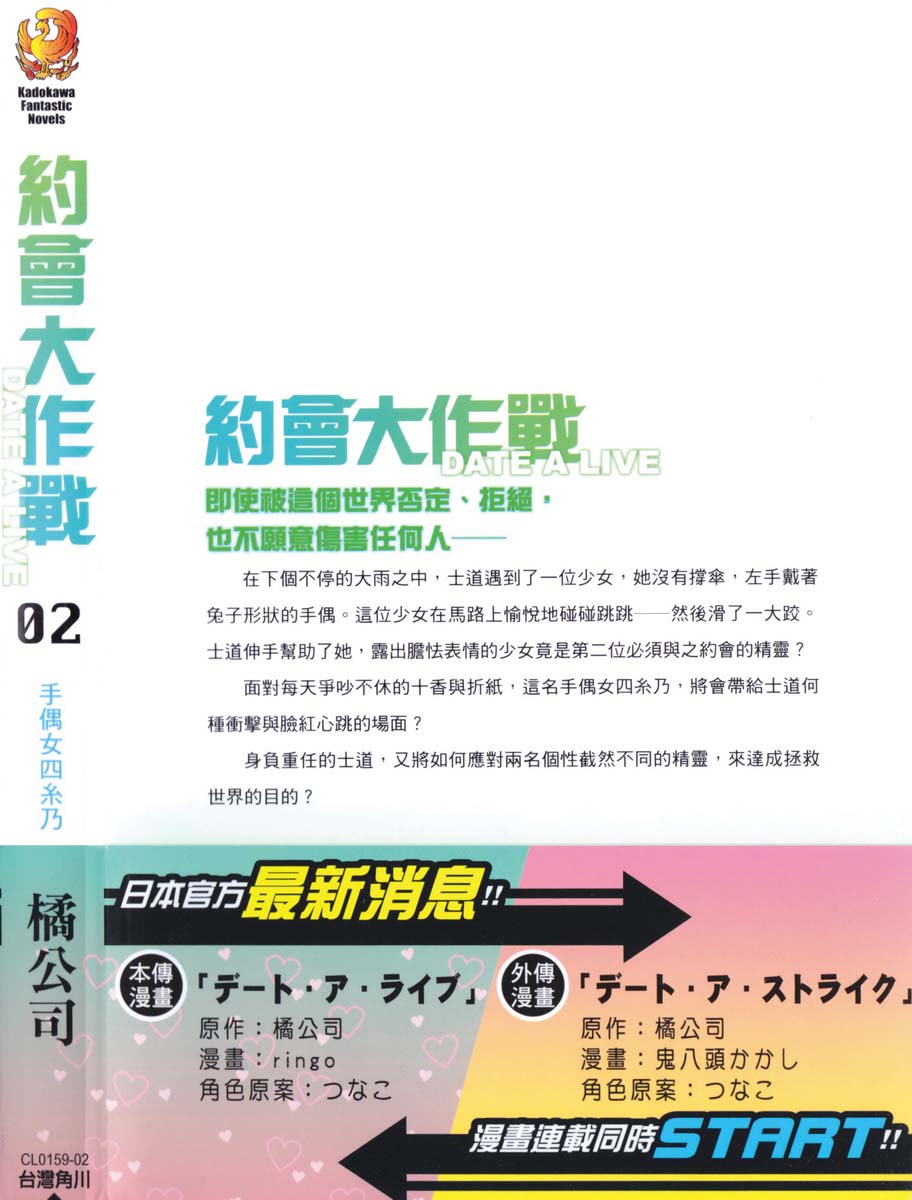 Kadokawa
Fantastic
Novels
約會大作戰
DATE A LIVE
02
手偶女四糸乃
橘公司
CL0159-02
台灣角川
約會大作戰
DATE A LIVE
即使被這個世界否定、拒絕，
也不願意傷害任何人——
在下個不停的大雨之中，士道遇到了一位少女，她沒有撐傘，左手戴著
兔子形狀的手偶。這位少女在馬路上愉悅地碰碰跳跳——然後滑了一大跤。
士道伸手幫助了她，露出膽怯表情的少女竟是第二位必須與之約會的精靈？
面對每天爭吵不休的十香與折紙，這名手偶女四糸乃，將會帶給士道何
種衝擊與臉紅心跳的場面？
身負重任的士道，又將如何應對兩名個性截然不同的精靈，來達成拯救
世界的目的？
日本官方最新消息!!
本傳
漫畫
「デート・ア・ライブ」
原作：橘公司
漫畫：ringo
角色原案：つなこ
外傳
漫畫
「デート・ア・ストライク」
原作：橘公司
漫畫：鬼八頭かかし
角色原案：つなこ
漫畫連載同時START!!